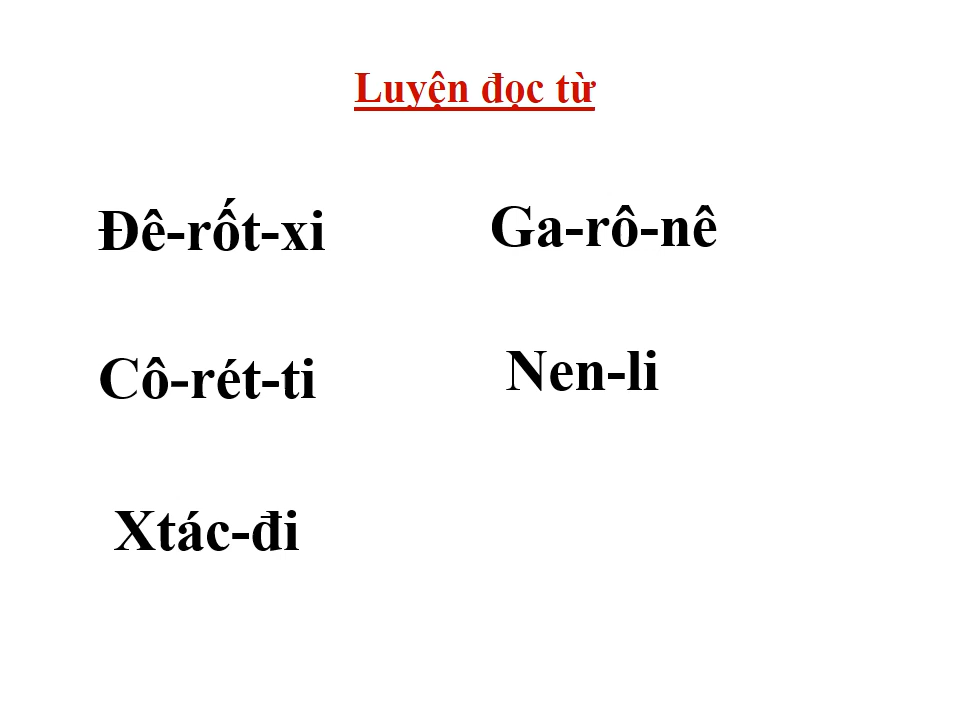 Luyện đọc từ
Đê-rốt-xi
Ga-rô-nê
Cô-rét-ti
Nen-li
Xtác-đi